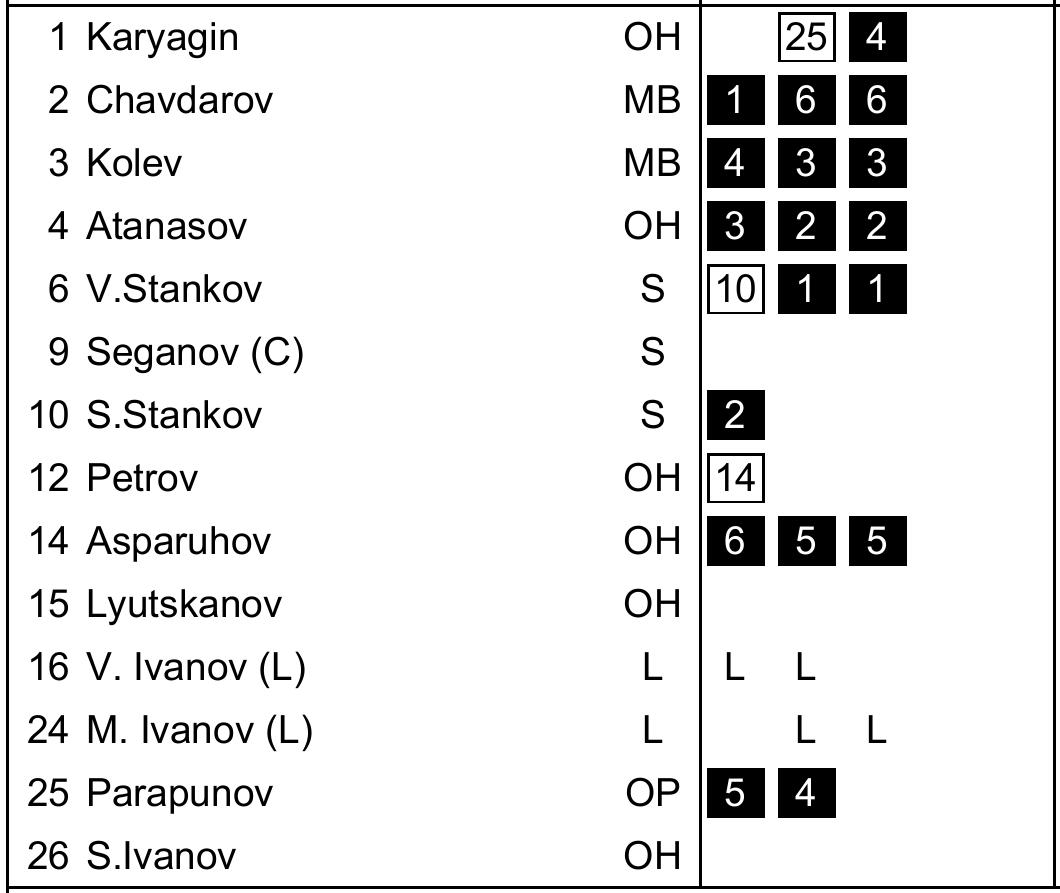 1 Karyagin OH 25 4
2 Chavdarov MB 1 6 6
3 Kolev MB 4 3 3
4 Atanasov OH 3 2 2
6 V.Stankov S 10 1 1
9 Seganov (C) S
10 S.Stankov S 2
12 Petrov OH 14
14 Asparuhov OH 6 5 5
15 Lyutskanov OH
16 V. Ivanov (L) L L L
24 M. Ivanov (L) L L L
25 Parapunov OP 5 4
26 S.Ivanov OH